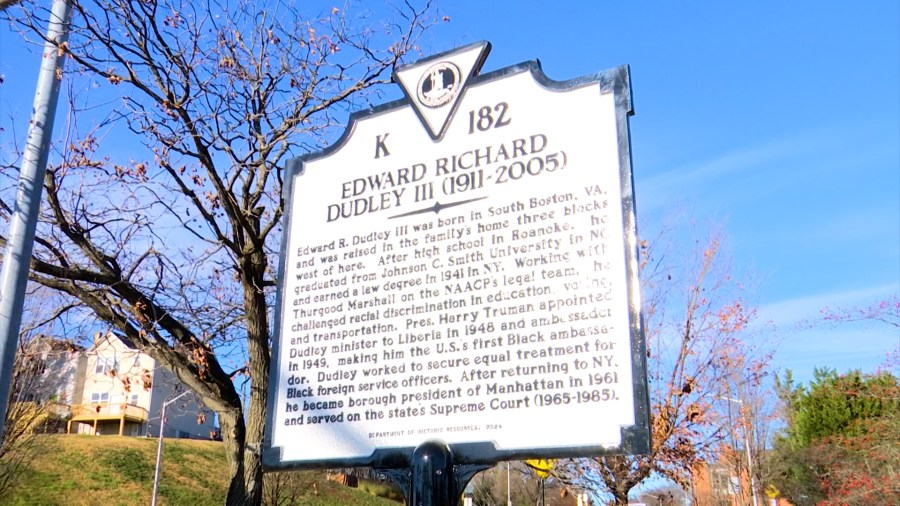 K 182
EDWARD RICHARD
DUDLEY III (1911-2005)
Edward R. Dudley III was born in South Boston, VA,
and was raised in the family's home three blocks
west of here. After high school in Roanoke, he
graduated from Johnson C. Smith University in NC
and earned a law degree in 1941 in NY. Working with
Thurgood Marshall on the NAACP's legal team, he
challenged racial discrimination in education, voting,
and transportation. Pres. Harry Truman appointed
Dudley minister to Liberia in 1948 and ambassador
in 1949, making him the U.S.'s first Black ambassa-
dor. Dudley worked to secure equal treatment for
Black foreign service officers. After returning to NY,
he became borough president of Manhattan in 1961
and served on the state's Supreme Court (1965-1985).
DEPARTMENT OF HISTORIC RESOURCES, 2024